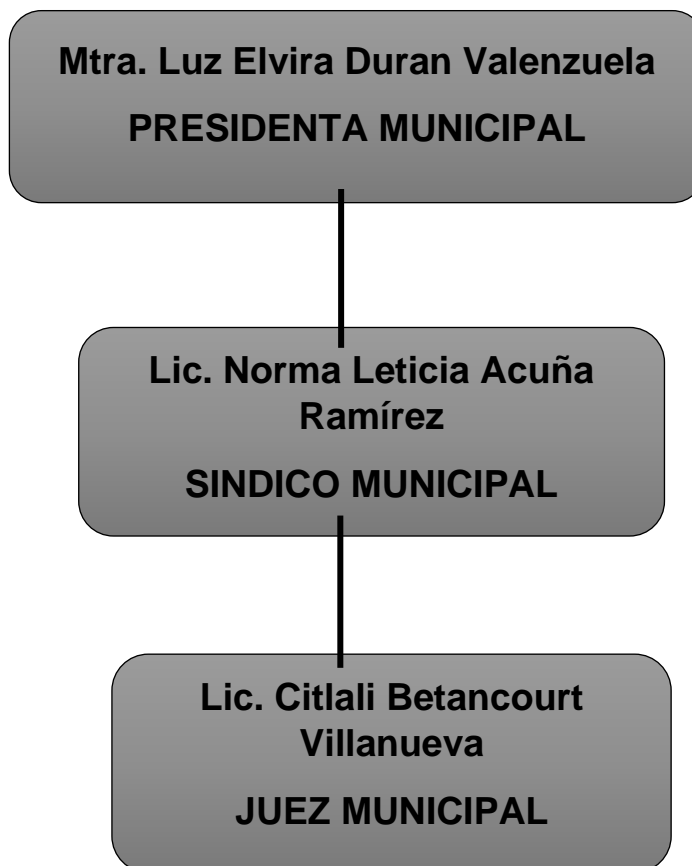 Mtra. Luz Elvira Duran Valenzuela
PRESIDENTA MUNICIPAL
Lic. Norma Leticia Acuña
Ramírez
SINDICO MUNICIPAL
Lic. Citlali Betancourt
Villanueva
JUEZ MUNICIPAL